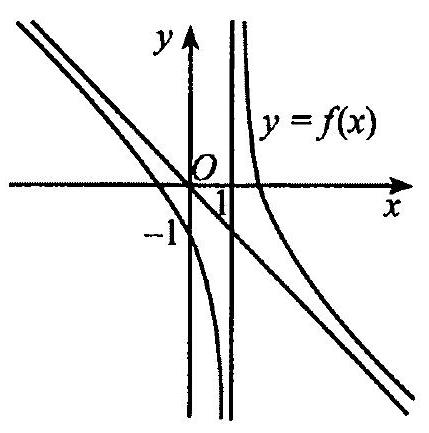 y
y = f(x)
O
1
x
−1